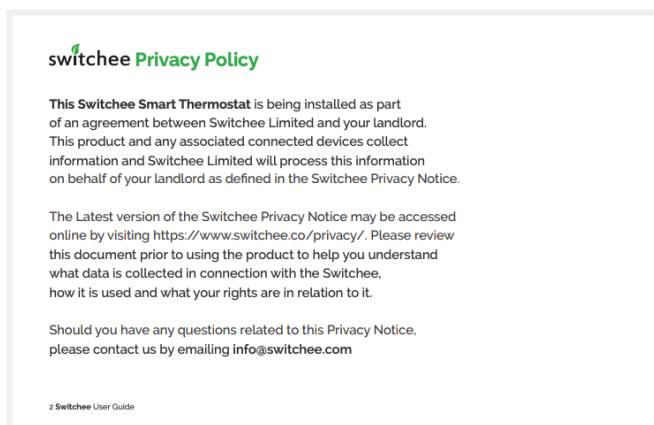 switchee Privacy Policy
This Switchee Smart Thermostat is being installed as part
of an agreement between Switchee Limited and your landlord.
This product and any associated connected devices collect
information and Switchee Limited will process this information
on behalf of your landlord as defined in the Switchee Privacy Notice.
The Latest version of the Switchee Privacy Notice may be accessed
online by visiting https://www.switchee.co/privacy/. Please review
this document prior to using the product to help you understand
what data is collected in connection with the Switchee,
how it is used and what your rights are in relation to it.
Should you have any questions related to this Privacy Notice,
please contact us by emailing info@switchee.com
2 Switchee User Guide